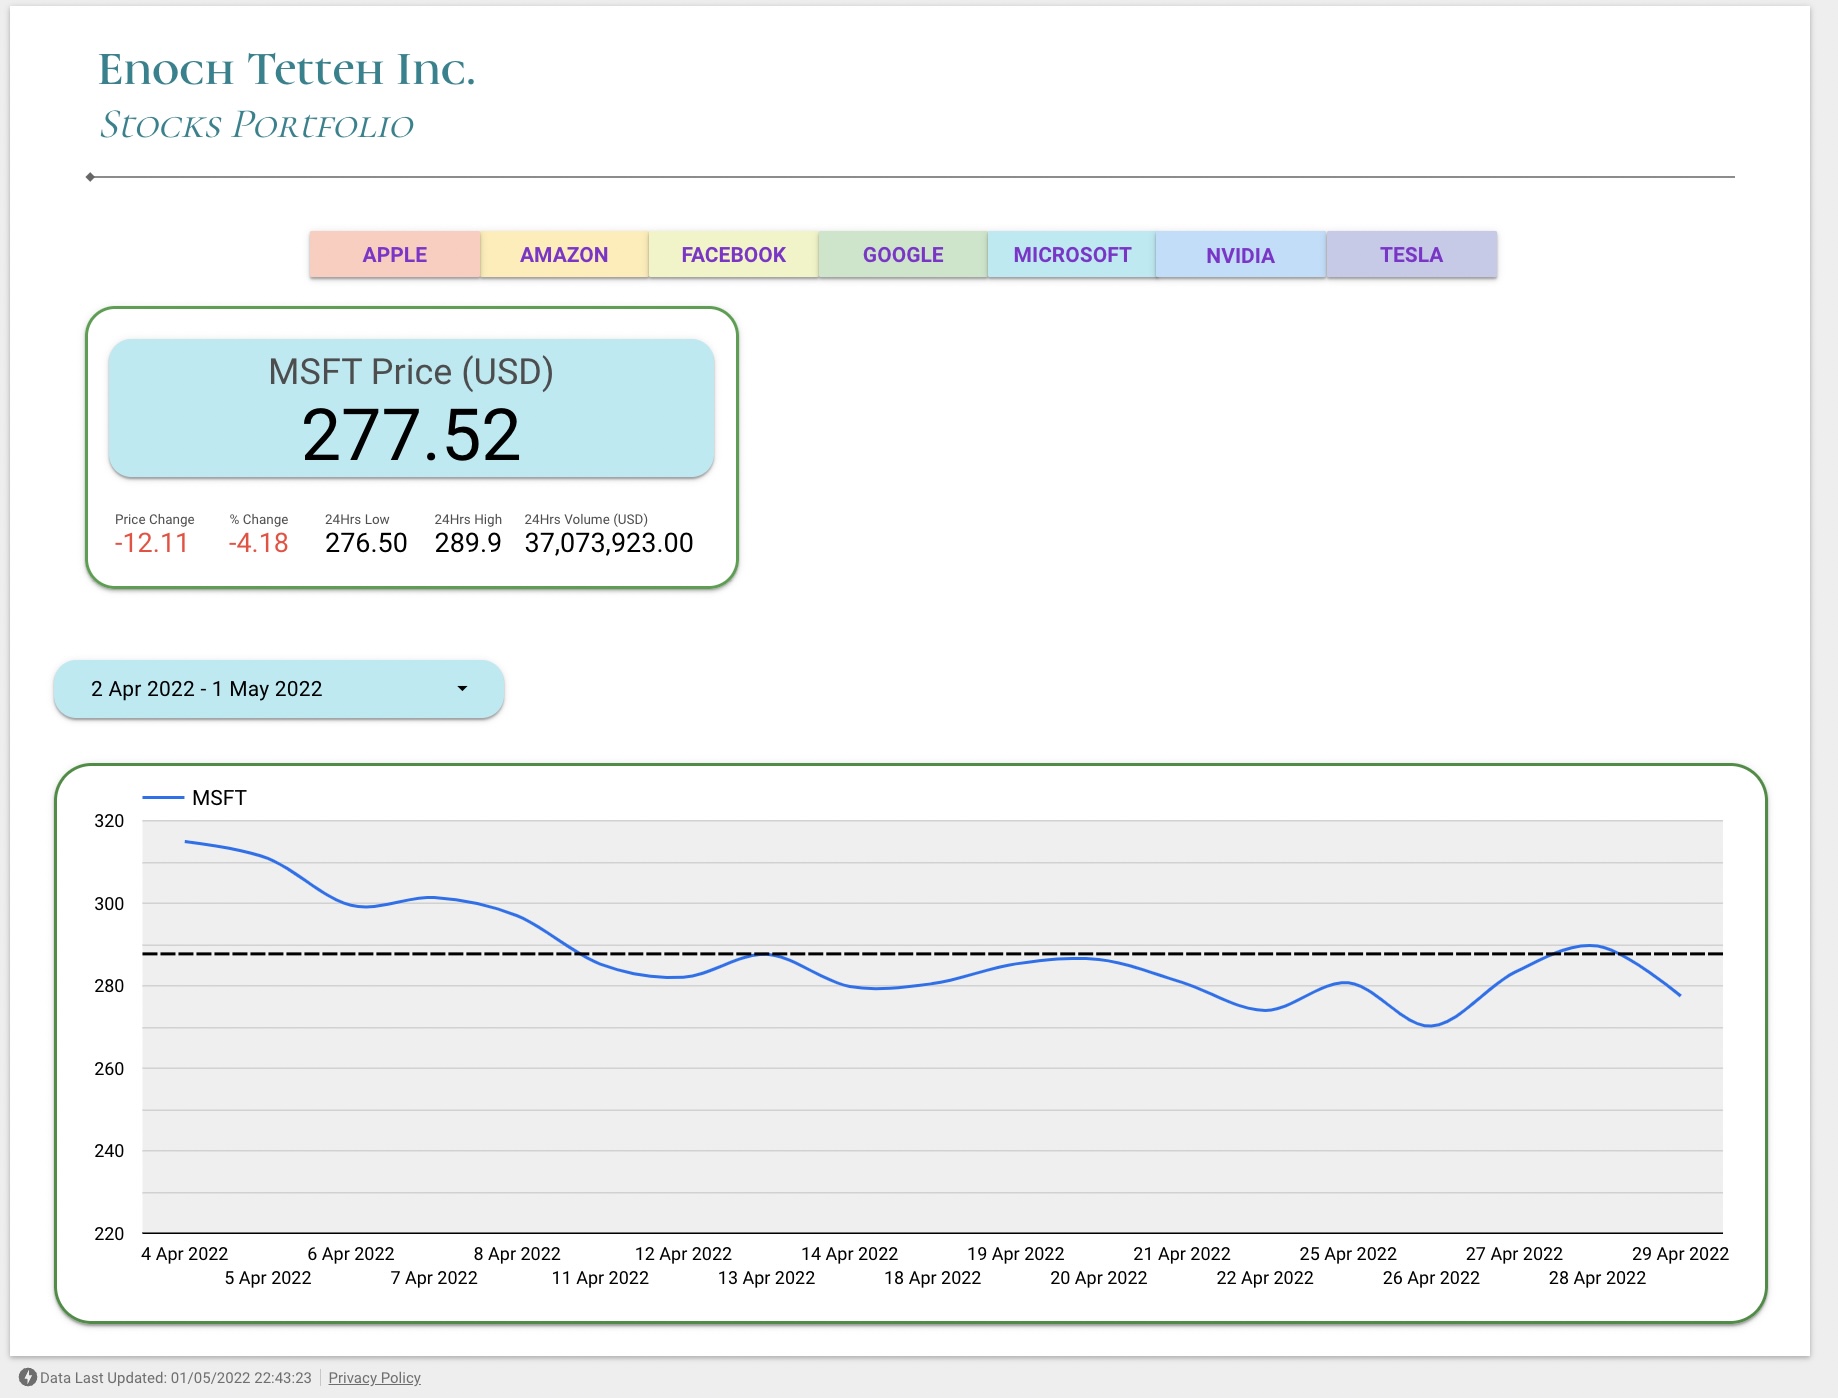 Enoch Tetteh Inc.
Stocks Portfolio
APPLE AMAZON FACEBOOK GOOGLE MICROSOFT NVIDIA TESLA
MSFT Price (USD)
277.52
Price Change % Change 24Hrs Low 24Hrs High 24Hrs Volume (USD)
-12.11 -4.18 276.50 289.9 37,073,923.00
2 Apr 2022 - 1 May 2022
MSFT
320
300
280
260
240
220
4 Apr 2022 6 Apr 2022 8 Apr 2022 12 Apr 2022 14 Apr 2022 19 Apr 2022 21 Apr 2022 25 Apr 2022 27 Apr 2022 29 Apr 2022
5 Apr 2022 7 Apr 2022 11 Apr 2022 13 Apr 2022 18 Apr 2022 20 Apr 2022 22 Apr 2022 26 Apr 2022 28 Apr 2022
Data Last Updated: 01/05/2022 22:43:23 Privacy Policy